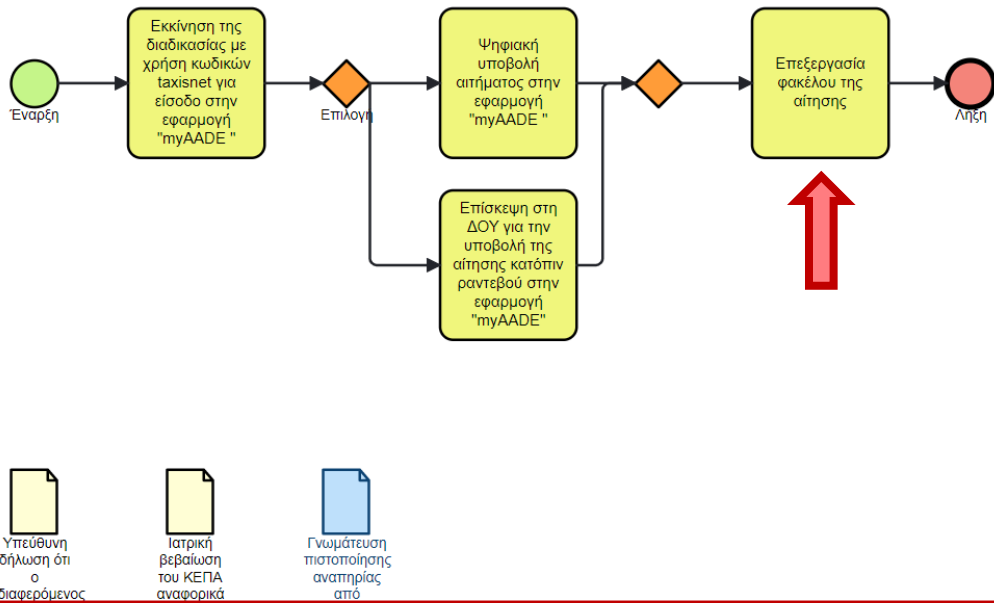 Έναρξη
Εκκίνηση της
διαδικασίας με
χρήση κωδικών
taxisnet για
είσοδο στην
εφαρμογή
"myAADE "
Επιλογή
Ψηφιακή
υποβολή
αιτήματος στην
εφαρμογή
"myAADE "
Επίσκεψη στη
ΔΟΥ για την
υποβολή της
αίτησης κατόπιν
ραντεβού στην
εφαρμογή
"myAADE"
Επεξεργασία
φακέλου της
αίτησης
Λήξη
Υπεύθυνη
δήλωση ότι
ο
διαφερόμενος
Ιατρική
βεβαίωση
του ΚΕΠΑ
αναφορικά
Γνωμάτευση
πιστοποίησης
αναπηρίας
από